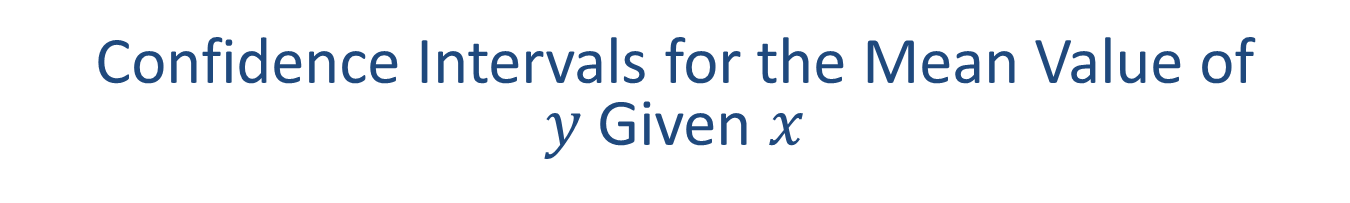 Confidence Intervals for the Mean Value of
y Given x